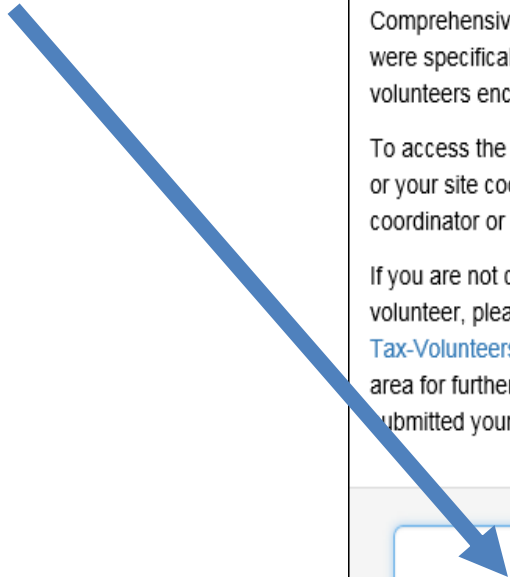 Comprehensiv
were specifical
volunteers enc
To access the
or your site coo
coordinator or
If you are not c
volunteer, plea
Tax-Volunteers
area for further
ubmitted your